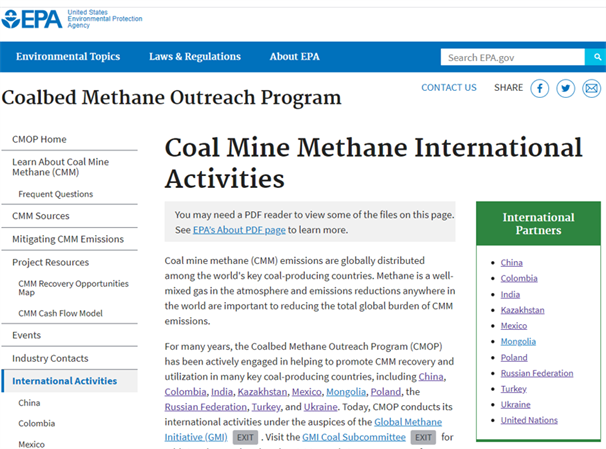 EPA
United States
Environmental Protection
Agency
Environmental Topics
Laws & Regulations
About EPA
Search EPA.gov
Coalbed Methane Outreach Program
CONTACT US
SHARE
CMOP Home
Learn About Coal Mine
Methane (CMM)
Frequent Questions
CMM Sources
Mitigating CMM Emissions
Project Resources
CMM Recovery Opportunities
Map
CMM Cash Flow Model
Events
Industry Contacts
International Activities
China
Colombia
Mexico
Coal Mine Methane International
Activities
You may need a PDF reader to view some of the files on this page.
See EPA's About PDF page to learn more.
Coal mine methane (CMM) emissions are globally distributed
among the world's key coal-producing countries. Methane is a well-
mixed gas in the atmosphere and emissions reductions anywhere in
the world are important to reducing the total global burden of CMM
emissions.
For many years, the Coalbed Methane Outreach Program (CMOP)
has been actively engaged in helping to promote CMM recovery and
utilization in many key coal-producing countries, including China,
Colombia, India, Kazakhstan, Mexico, Mongolia, Poland, the
Russian Federation, Turkey, and Ukraine. Today, CMOP conducts its
international activities under the auspices of the Global Methane
Initiative (GMI) EXIT . Visit the GMI Coal Subcommittee EXIT for
International
Partners
China
Colombia
India
Kazakhstan
Mexico
Mongolia
Poland
Russian Federation
Turkey
Ukraine
United Nations